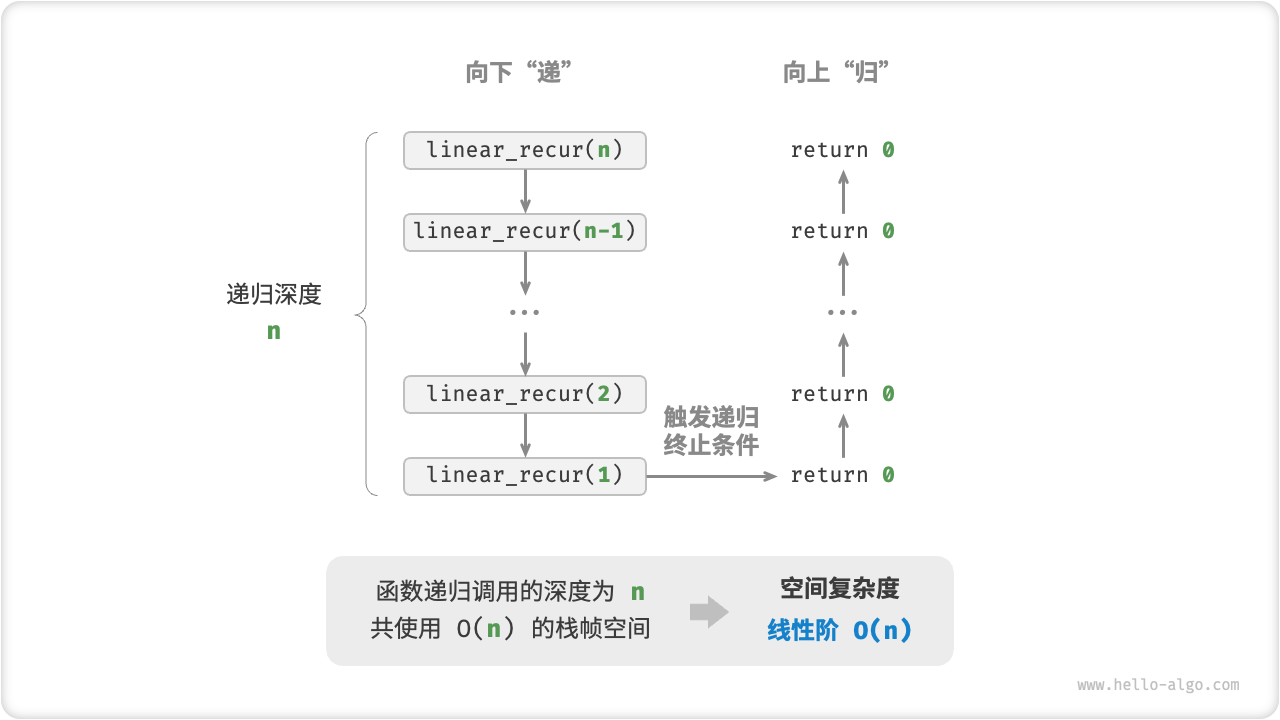 向下“递”
向上“归”
linear_recur(n)
return 0
linear_recur(n-1)
return 0
递归深度
n
...
...
linear_recur(2)
return 0
触发递归
终止条件
linear_recur(1)
return 0
函数递归调用的深度为 n
共使用 O(n) 的栈帧空间
空间复杂度
线性阶 O(n)
www.hello-algo.com